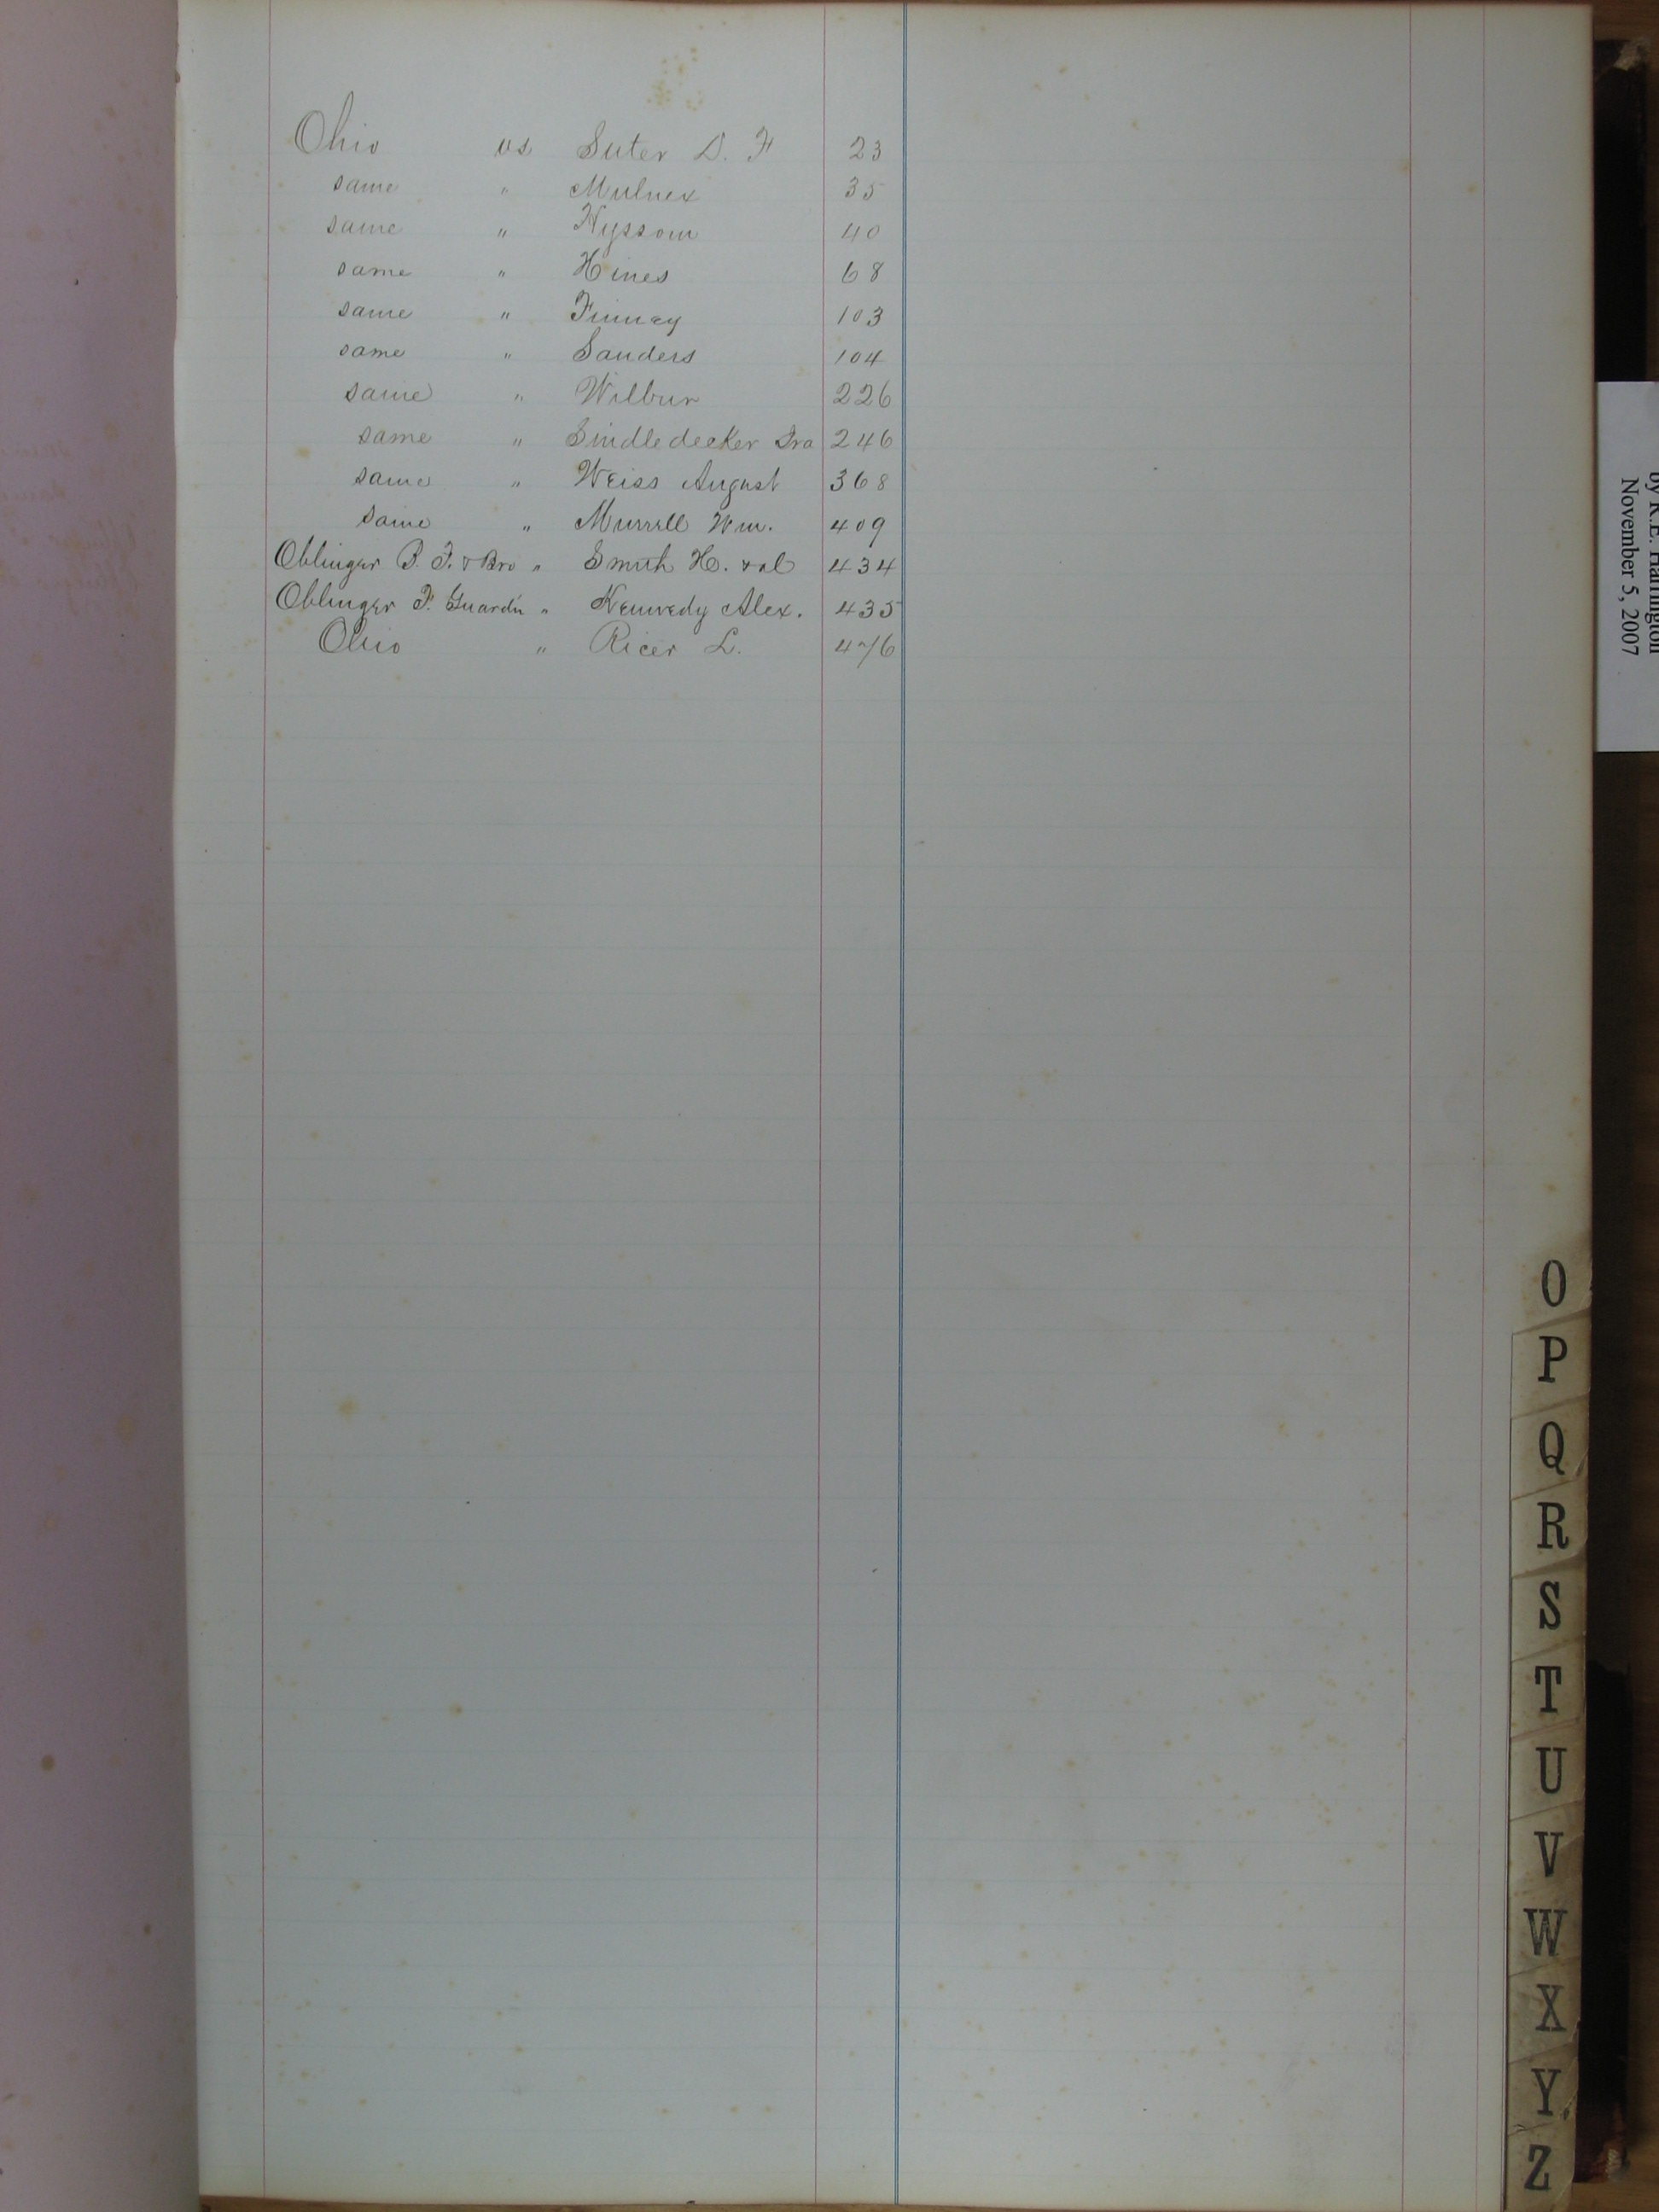 Ohio vs Suter D. F 23
same " Mulnex 35
same " Hyssom 40
same " Hines 68
same " Finney 103
same " Sanders 104
same " Wilbur 226
same " Sindledecker Ira 246
same " Weiss August 368
same " Murrell Wm. 409
Oblinger B. F. & Bro " Smith H. & al 434
Oblinger F. Guard'n " Kennedy Alex. 435
Ohio " Ricer L. 476
by R.E. Harrington
November 5, 2007
O
P
Q
R
S
T
U
V
W
X
Y
Z